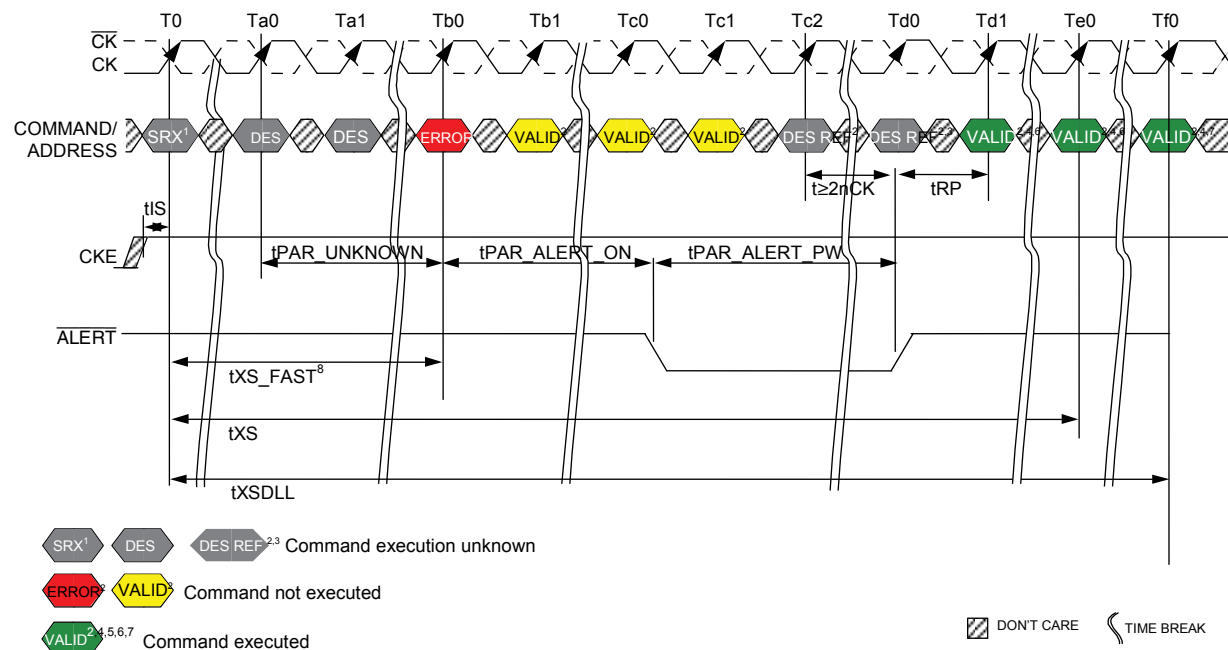 T0 Ta0 Ta1 Tb0 Tb1 Tc0 Tc1 Tc2 Td0 Td1 Te0 Tf0
CK
CK
COMMAND/
ADDRESS
SRX1 DES DES ERROR VALID2 VALID2 VALID2 DES REF2 DES REF2,3 VALID2,4,6 VALID2,4,6 VALID2,4,7
t≥2nCK tRP
tIS
CKE
tPAR_UNKNOWN tPAR_ALERT_ON tPAR_ALERT_PW
ALERT
tXS_FAST8
tXS
tXSDLL
SRX1 DES DES REF2,3 Command execution unknown
ERROR2 VALID2 Command not executed
VALID2,4,5,6,7 Command executed
DON'T CARE TIME BREAK